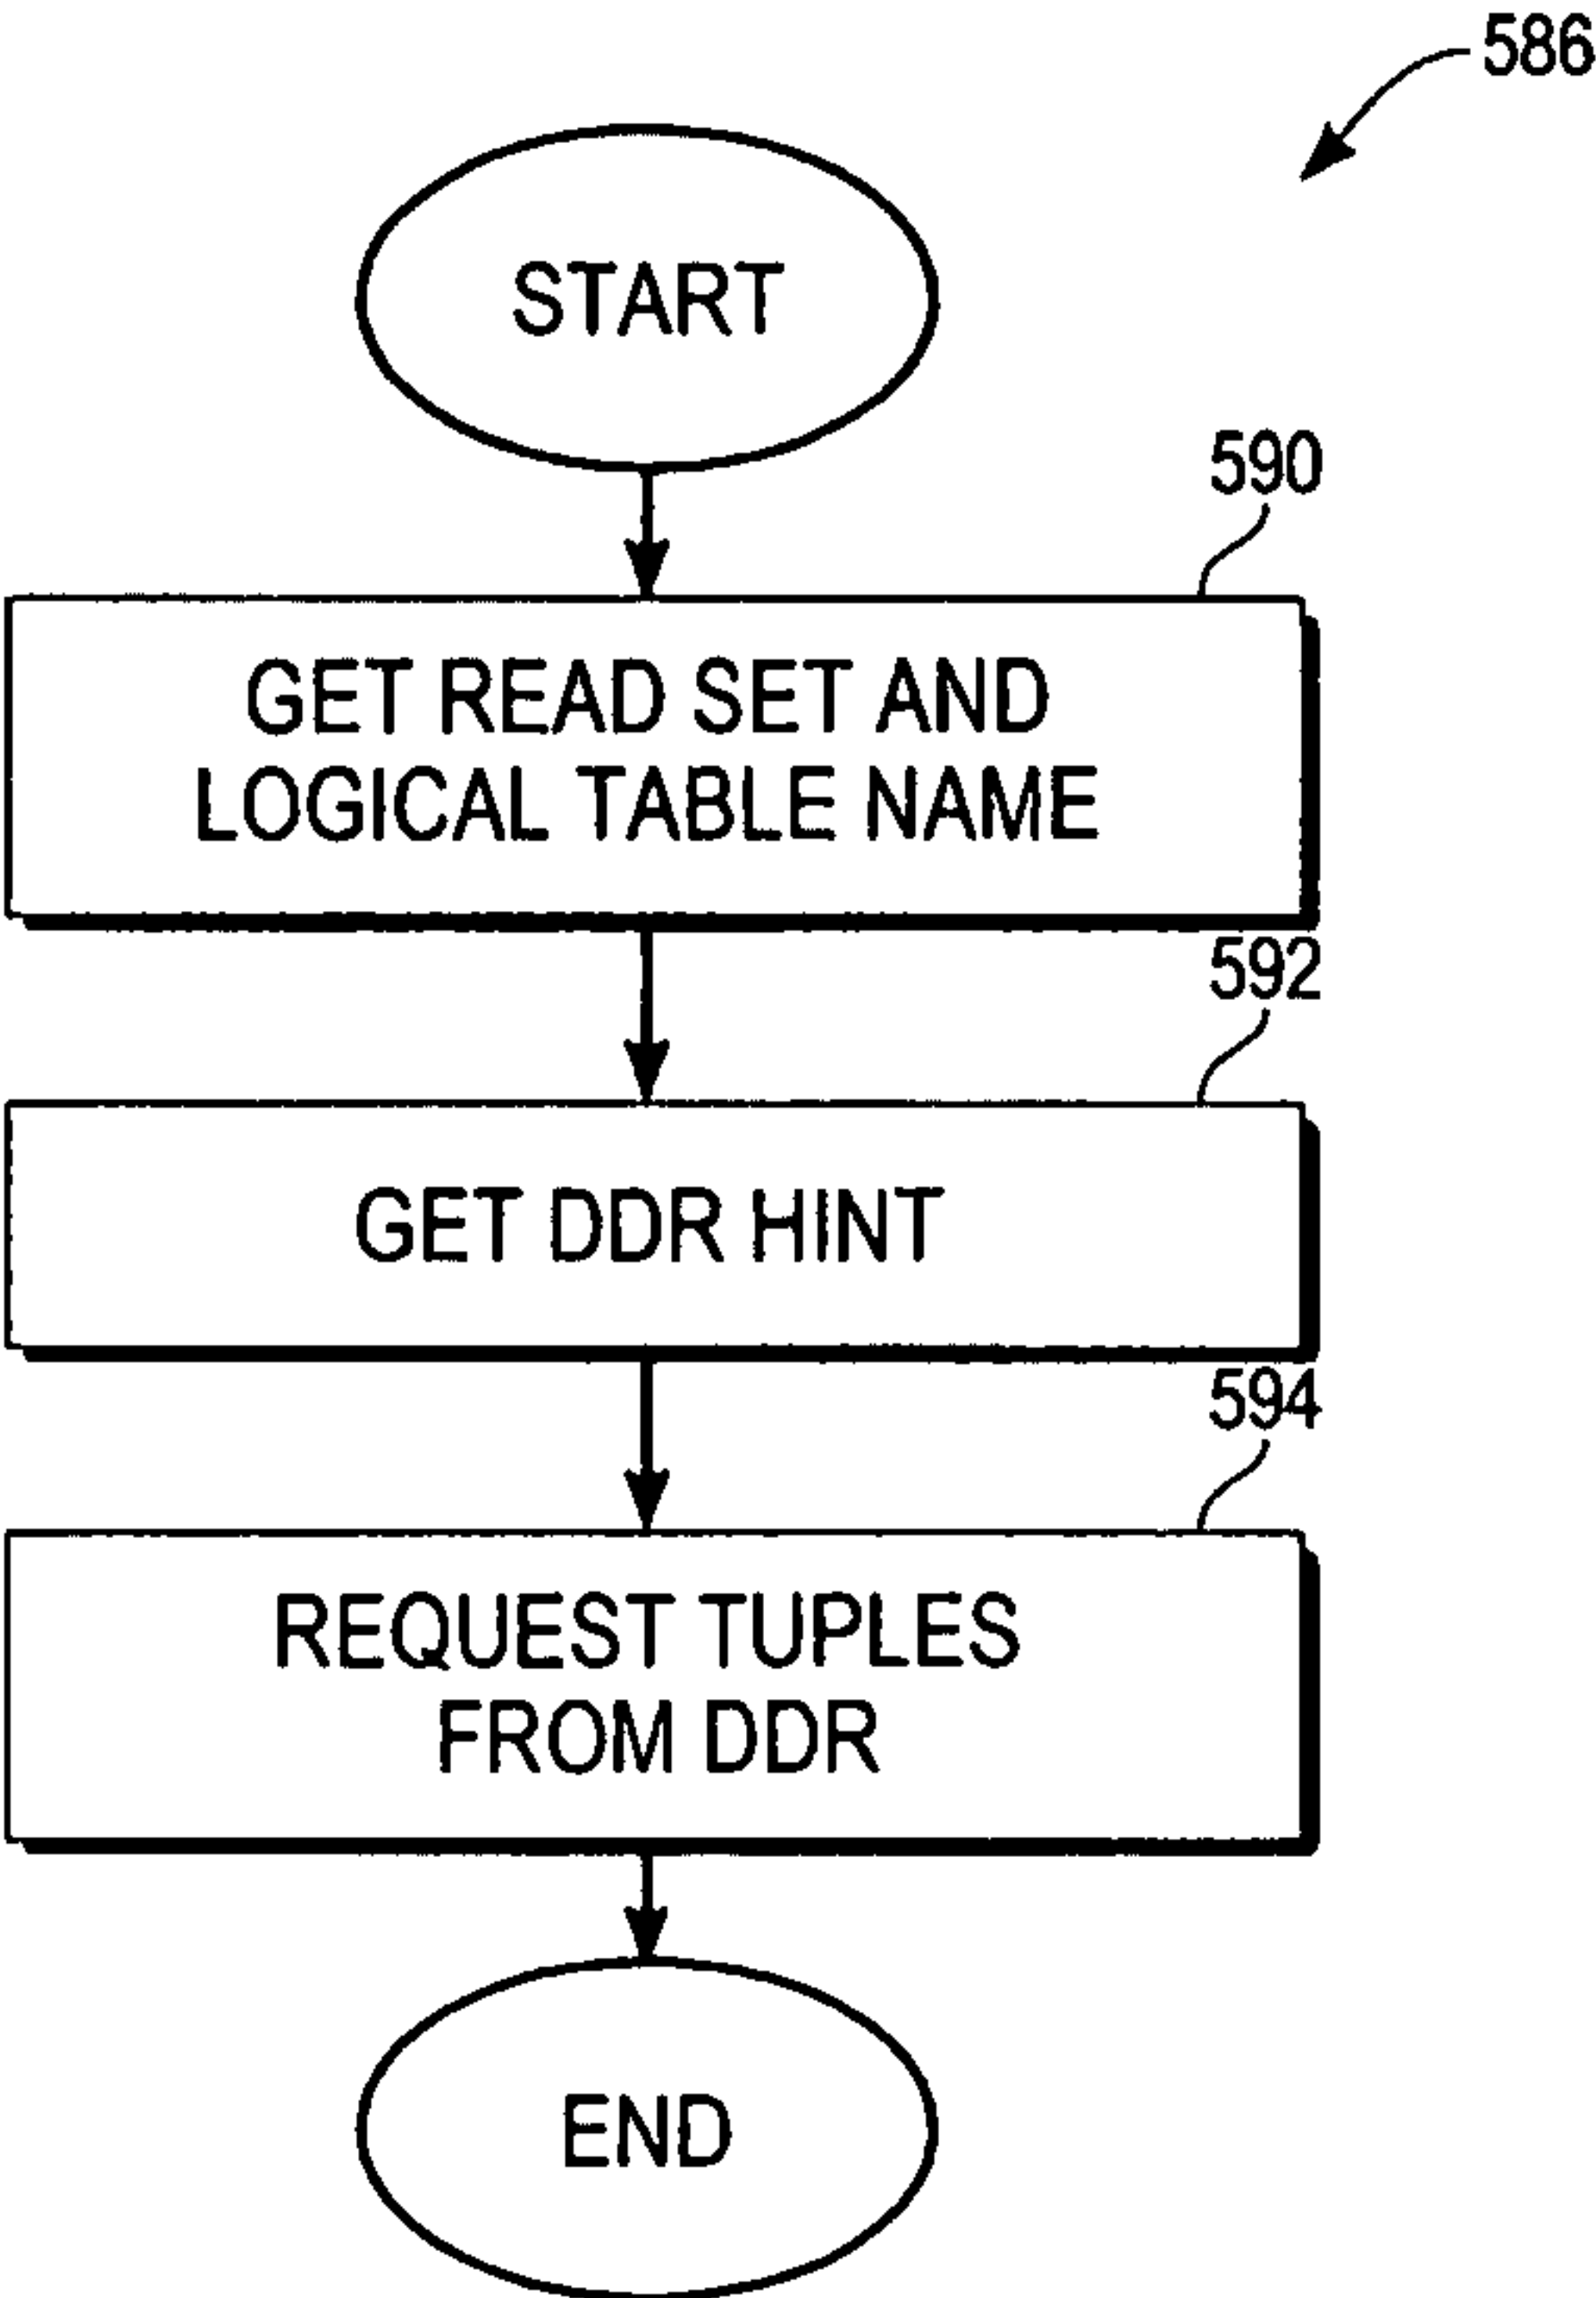 586
START
590
GET READ SET AND
LOGICAL TABLE NAME
592
GET DDR HINT
594
REQUEST TUPLES
FROM DDR
END